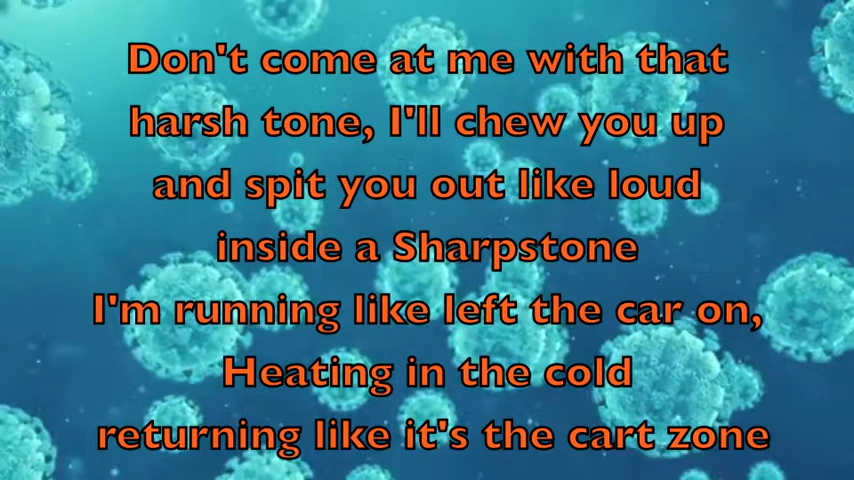 Don't come at me with that
harsh tone, I'll chew you up
and spit you out like loud
inside a Sharpstone
I'm running like left the car on,
Heating in the cold
returning like it's the cart zone